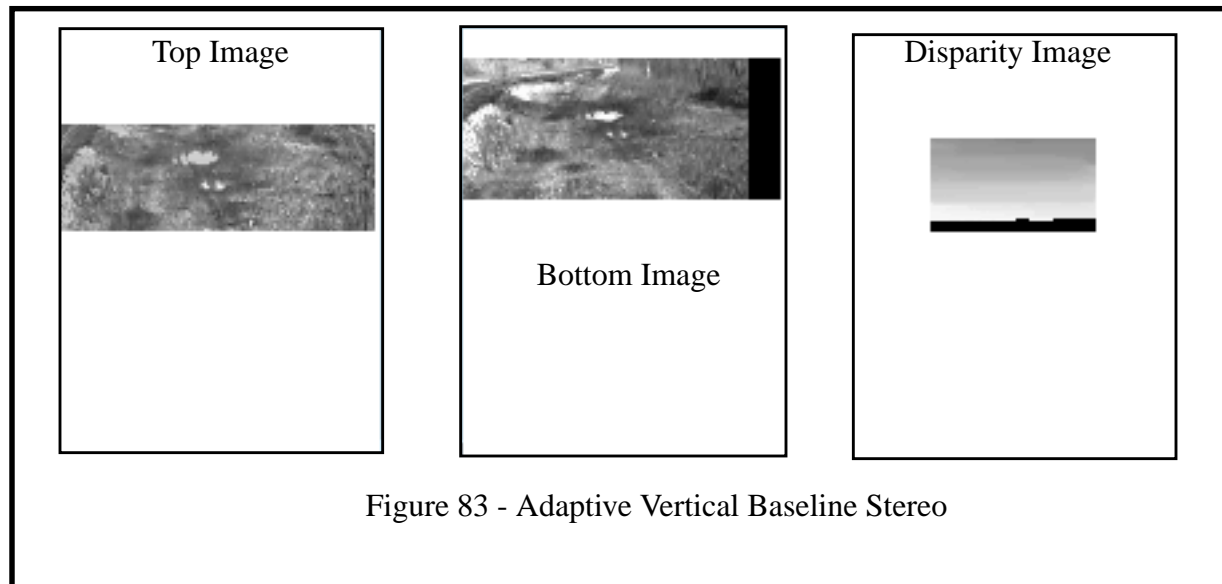 Top Image
Disparity Image
Bottom Image
Figure 83 - Adaptive Vertical Baseline Stereo